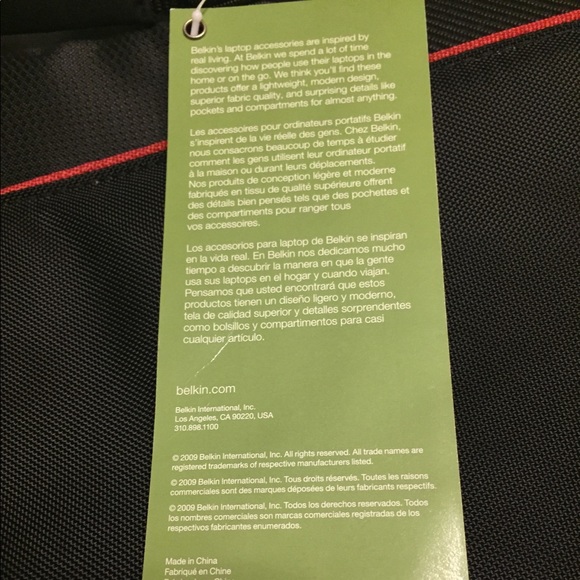 Belkin's laptop accessories are inspired by
real living. At Belkin we spend a lot of time
discovering how people use their laptops in the
home or on the go. We think you'll find these
products offer a lightweight, modern design,
superior fabric quality, and surprising details like
pockets and compartments for almost anything.
Les accessoires pour ordinateurs portatifs Belkin
s'inspirent de la vie réelle des gens. Chez Belkin,
nous consacrons beaucoup de temps à étudier
comment les gens utilisent leur ordinateur portatif
à la maison ou durant leurs déplacements.
Nos produits de conception légère et moderne
fabriqués en tissu de qualité supérieure offrent
des détails bien pensés tels que des pochettes et
des compartiments pour ranger tous
vos accessoires.
Los accesorios para laptop de Belkin se inspiran
en la vida real. En Belkin nos dedicamos mucho
tiempo a descubrir la manera en que la gente
usa sus laptops en el hogar y cuando viajan.
Pensamos que usted encontrará que estos
productos tienen un diseño ligero y moderno,
tela de calidad superior y detalles sorprendentes
como bolsillos y compartimentos para casi
cualquier artículo.
belkin.com
Belkin International, Inc.
Los Angeles, CA 90220, USA
310.898.1100
© 2009 Belkin International, Inc. All rights reserved. All trade names are
registered trademarks of respective manufacturers listed.
© 2009 Belkin International, Inc. Tous droits réservés. Toutes les raisons
commerciales sont des marques déposées de leurs fabricants respectifs.
© 2009 Belkin International, Inc. Todos los derechos reservados. Todos
los nombres comerciales son marcas comerciales registradas de los
respectivos fabricantes enumerados.
Made in China
Fabriqué en Chine